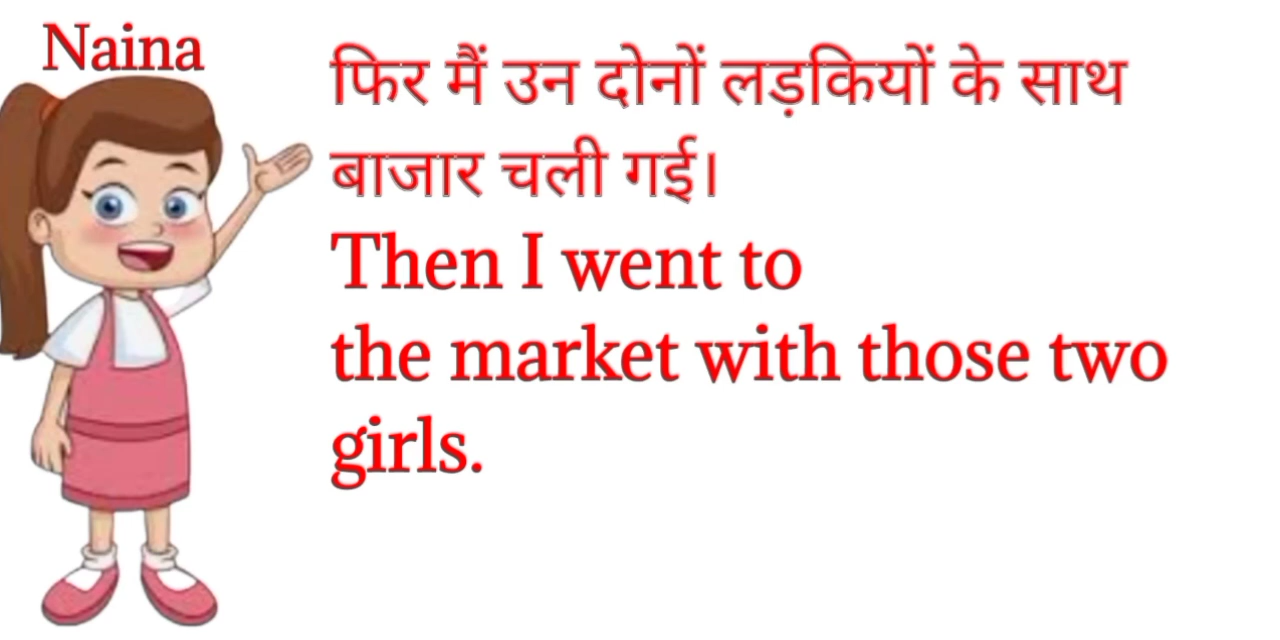 Naina
फिर मैं उन दोनों लड़कियों के साथ
बाजार चली गई।
Then I went to
the market with those two
girls.